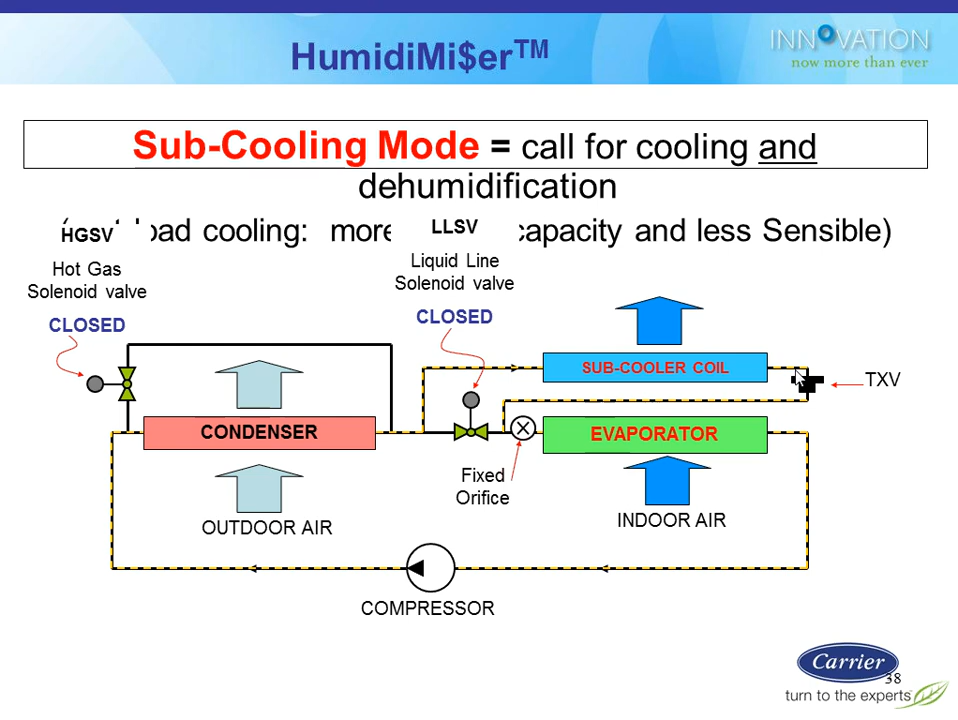 HumidiMi$er™
INNOVATION
now more than ever
Sub-Cooling Mode = call for cooling and
dehumidification
oad cooling: more capacity and less Sensible)
HGSV
Hot Gas
Solenoid valve
CLOSED
LLSV
Liquid Line
Solenoid valve
CLOSED
SUB-COOLER COIL
TXV
CONDENSER
EVAPORATOR
Fixed
Orifice
OUTDOOR AIR
INDOOR AIR
COMPRESSOR
Carrier
38
turn to the experts